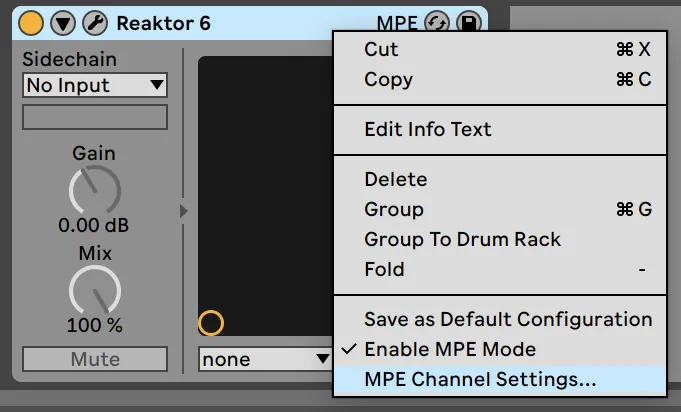 Reaktor 6 MPE
Sidechain
No Input
Gain
0.00 dB
Mix
100 %
Mute
none
Cut ⌘ X
Copy ⌘ C
Edit Info Text
Delete
Group ⌘ G
Group To Drum Rack
Fold -
Save as Default Configuration
Enable MPE Mode
MPE Channel Settings...